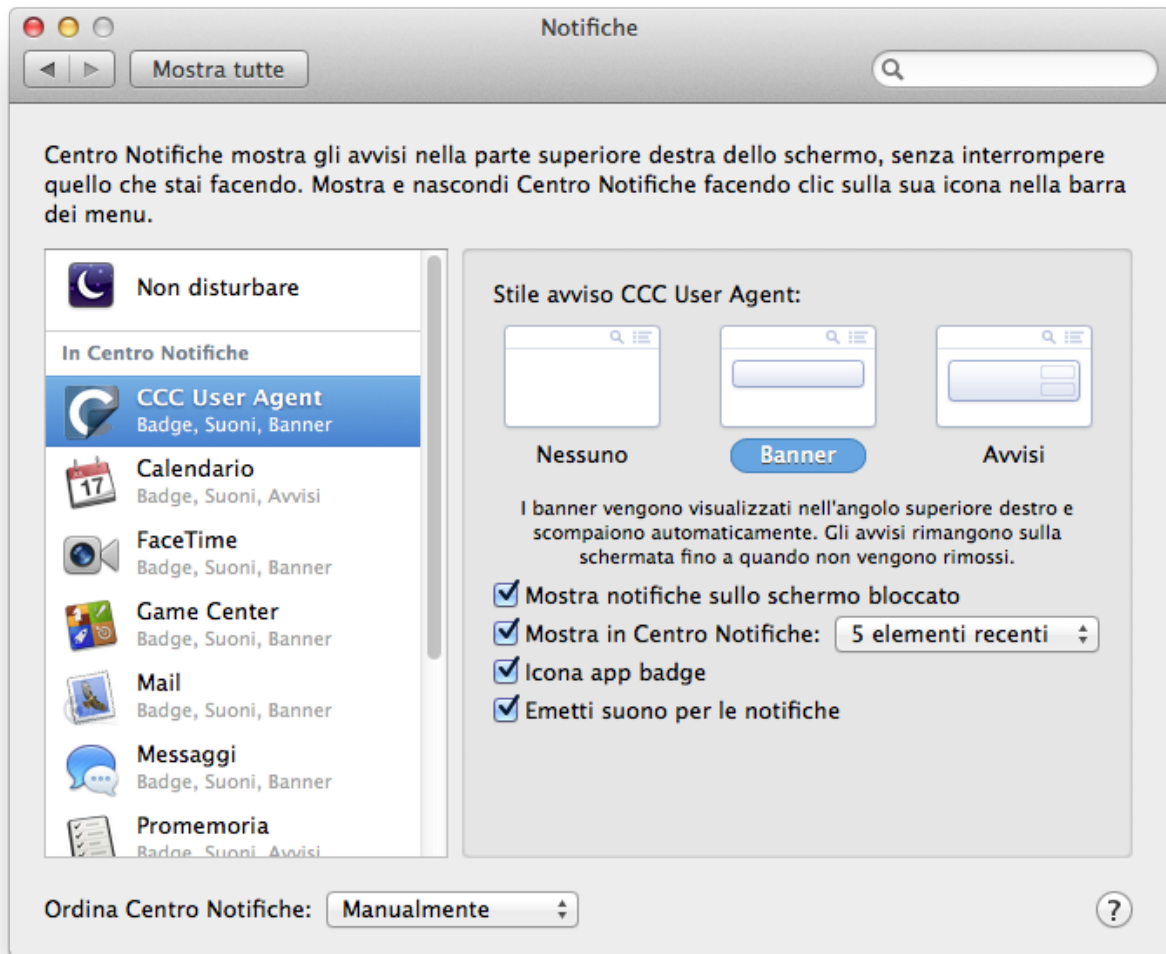 Notifiche
Mostra tutte
Centro Notifiche mostra gli avvisi nella parte superiore destra dello schermo, senza interrompere
quello che stai facendo. Mostra e nascondi Centro Notifiche facendo clic sulla sua icona nella barra
dei menu.
Non disturbare
In Centro Notifiche
CCC User Agent
Badge, Suoni, Banner
Calendario
Badge, Suoni, Avvisi
FaceTime
Badge, Suoni, Banner
Game Center
Badge, Suoni, Banner
Mail
Badge, Suoni, Banner
Messaggi
Badge, Suoni, Banner
Promemoria
Badge, Suoni, Avvisi
Stile avviso CCC User Agent:
Nessuno
Banner
Avvisi
I banner vengono visualizzati nell'angolo superiore destro e
scompaiono automaticamente. Gli avvisi rimangono sulla
schermata fino a quando non vengono rimossi.
Mostra notifiche sullo schermo bloccato
Mostra in Centro Notifiche: 5 elementi recenti
Icona app badge
Emetti suono per le notifiche
Ordina Centro Notifiche: Manualmente
?
17